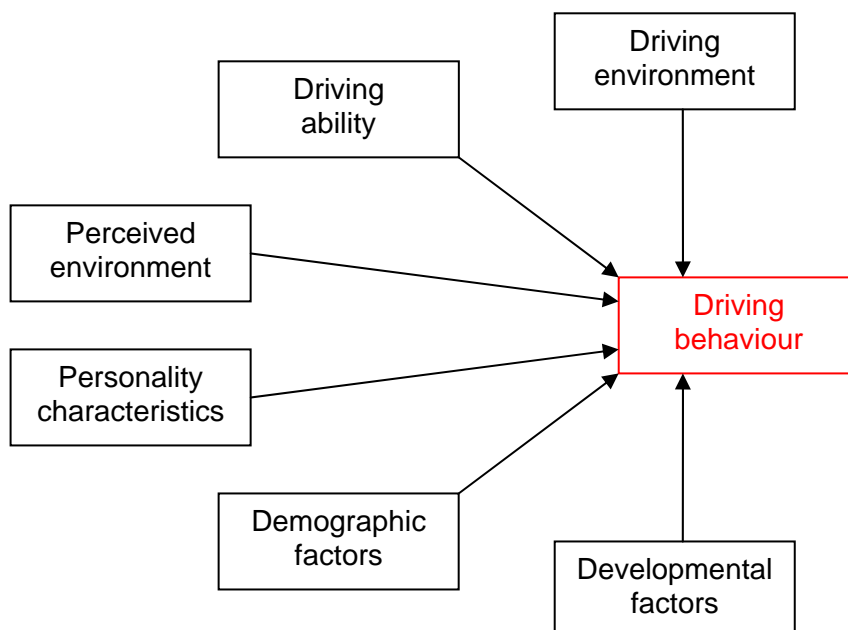 Driving
environment
Driving
ability
Perceived
environment
Driving
behaviour
Personality
characteristics
Demographic
factors
Developmental
factors